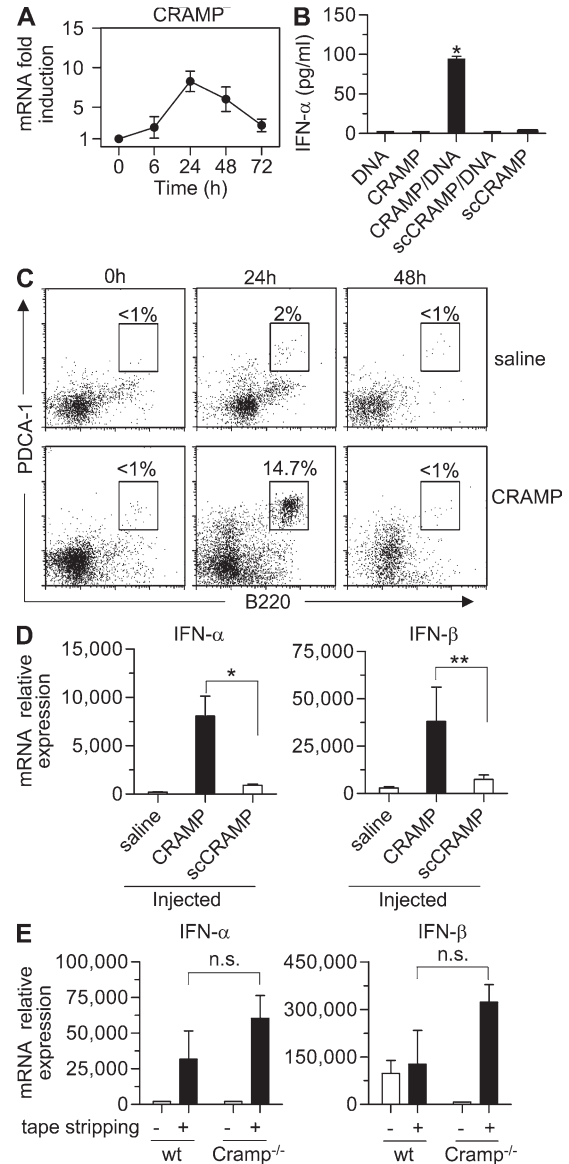 A
CRAMP
mRNA fold
induction
15
10
5
1
0 6 24 48 72
Time (h)
B
IFN-α (pg/ml)
150
100
50
0
*
DNA
CRAMP
CRAMP/DNA
scCRAMP/DNA
scCRAMP
C
0h 24h 48h
<1% 2% <1%
saline
<1% 14.7% <1%
CRAMP
PDCA-1
B220
D
IFN-α
mRNA relative
expression
15,000
10,000
5,000
0
*
saline
CRAMP
scCRAMP
Injected
IFN-β
75,000
50,000
25,000
0
**
saline
CRAMP
scCRAMP
Injected
E
IFN-α
mRNA relative
expression
100,000
75,000
50,000
25,000
0
n.s.
tape stripping - + - +
wt Cramp-/-
IFN-β
450,000
300,000
150,000
0
n.s.
- + - +
wt Cramp-/-